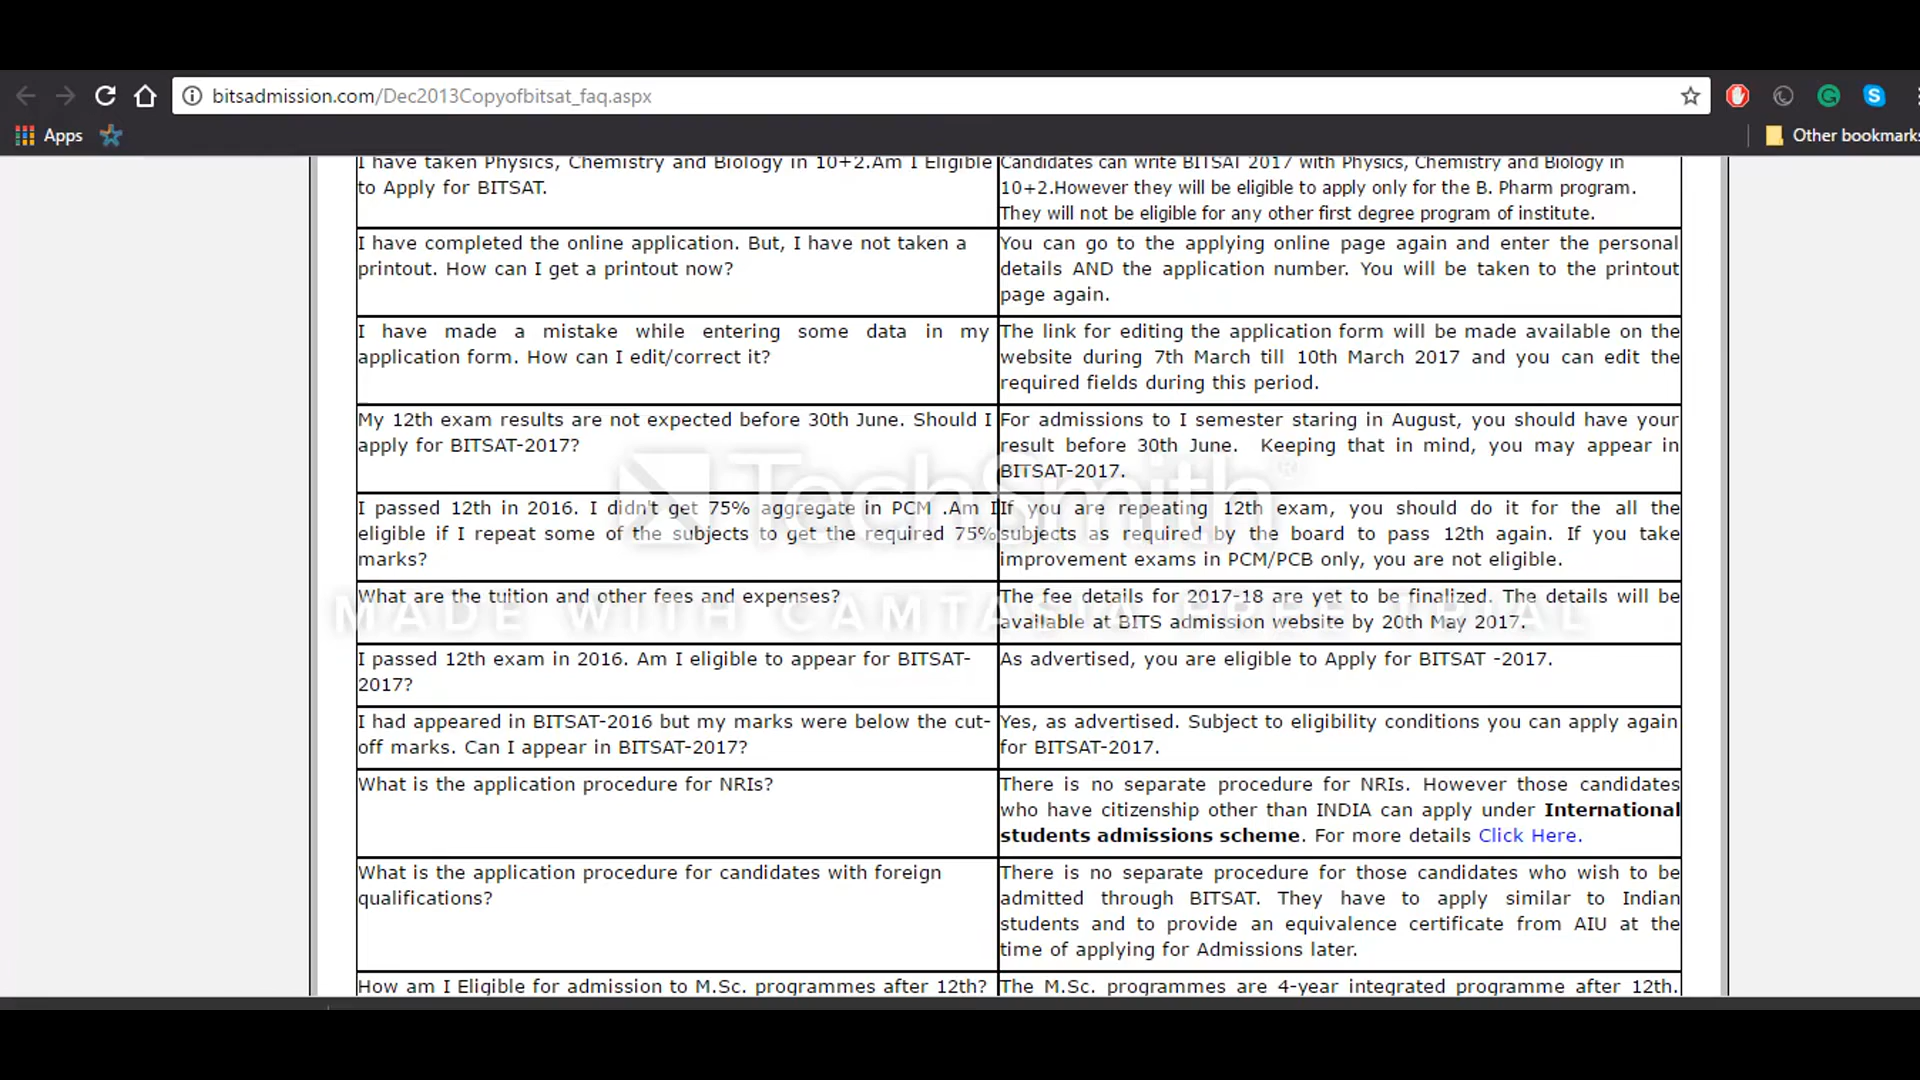 bitsadmission.com/Dec2013Copyofbitsat_faq.aspx
Apps
Other bookmarks
I have taken Physics, Chemistry and Biology in 10+2.Am I Eligible
to Apply for BITSAT.
Candidates can write BITSAT 2017 with Physics, Chemistry and Biology in
10+2.However they will be eligible to apply only for the B. Pharm program.
They will not be eligible for any other first degree program of institute.
I have completed the online application. But, I have not taken a
printout. How can I get a printout now?
You can go to the applying online page again and enter the personal
details AND the application number. You will be taken to the printout
page again.
I have made a mistake while entering some data in my
application form. How can I edit/correct it?
The link for editing the application form will be made available on the
website during 7th March till 10th March 2017 and you can edit the
required fields during this period.
My 12th exam results are not expected before 30th June. Should I
apply for BITSAT-2017?
For admissions to I semester staring in August, you should have your
result before 30th June. Keeping that in mind, you may appear in
BITSAT-2017.
I passed 12th in 2016. I didn't get 75% aggregate in PCM .Am I
eligible if I repeat some of the subjects to get the required 75%
marks?
If you are repeating 12th exam, you should do it for the all the
subjects as required by the board to pass 12th again. If you take
improvement exams in PCM/PCB only, you are not eligible.
What are the tuition and other fees and expenses?
The fee details for 2017-18 are yet to be finalized. The details will be
available at BITS admission website by 20th May 2017.
I passed 12th exam in 2016. Am I eligible to appear for BITSAT-
2017?
As advertised, you are eligible to Apply for BITSAT -2017.
I had appeared in BITSAT-2016 but my marks were below the cut-
off marks. Can I appear in BITSAT-2017?
Yes, as advertised. Subject to eligibility conditions you can apply again
for BITSAT-2017.
What is the application procedure for NRIs?
There is no separate procedure for NRIs. However those candidates
who have citizenship other than INDIA can apply under International
students admissions scheme. For more details Click Here.
What is the application procedure for candidates with foreign
qualifications?
There is no separate procedure for those candidates who wish to be
admitted through BITSAT. They have to apply similar to Indian
students and to provide an equivalence certificate from AIU at the
time of applying for Admissions later.
How am I Eligible for admission to M.Sc. programmes after 12th?
The M.Sc. programmes are 4-year integrated programme after 12th.
TechSmith®
MADE WITH CAMTASIA FREE TRIAL